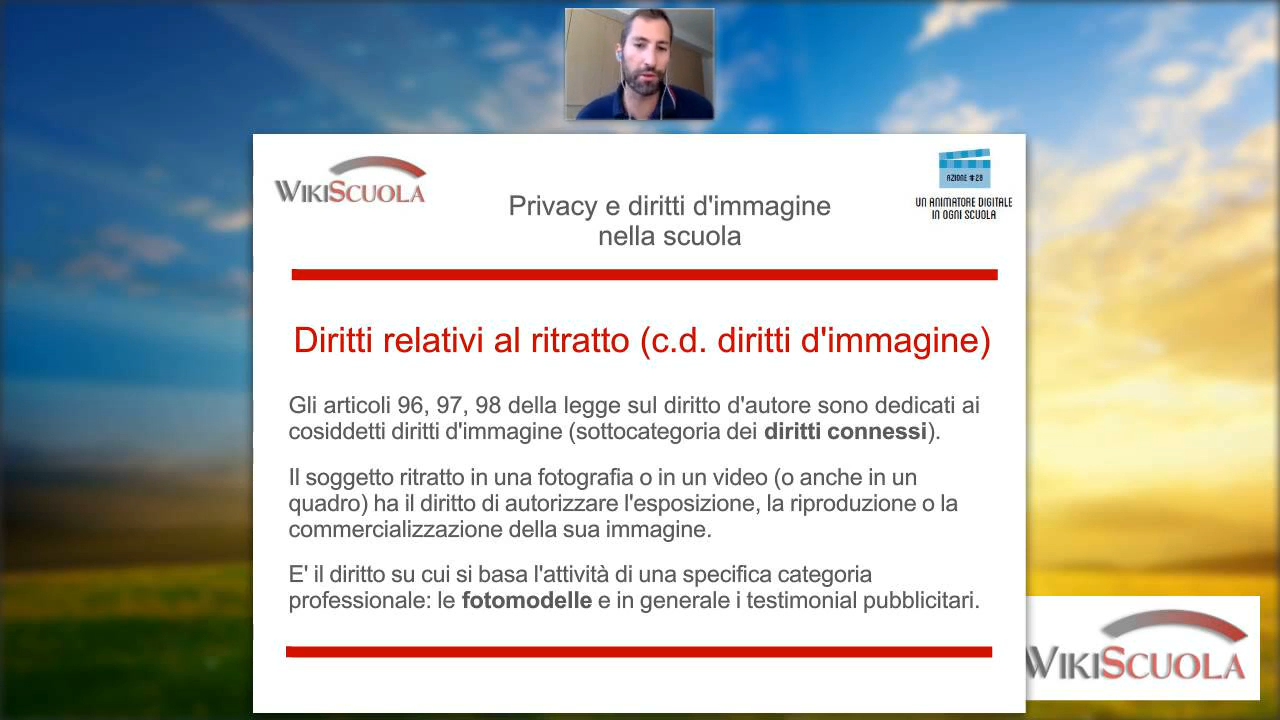 WIKISCUOLA
AZIONE #28
UN ANIMATORE DIGITALE
IN OGNI SCUOLA
Privacy e diritti d'immagine
nella scuola
Diritti relativi al ritratto (c.d. diritti d'immagine)
Gli articoli 96, 97, 98 della legge sul diritto d'autore sono dedicati ai
cosiddetti diritti d'immagine (sottocategoria dei diritti connessi).
Il soggetto ritratto in una fotografia o in un video (o anche in un
quadro) ha il diritto di autorizzare l'esposizione, la riproduzione o la
commercializzazione della sua immagine.
E' il diritto su cui si basa l'attività di una specifica categoria
professionale: le fotomodelle e in generale i testimonial pubblicitari.
WIKISCUOLA